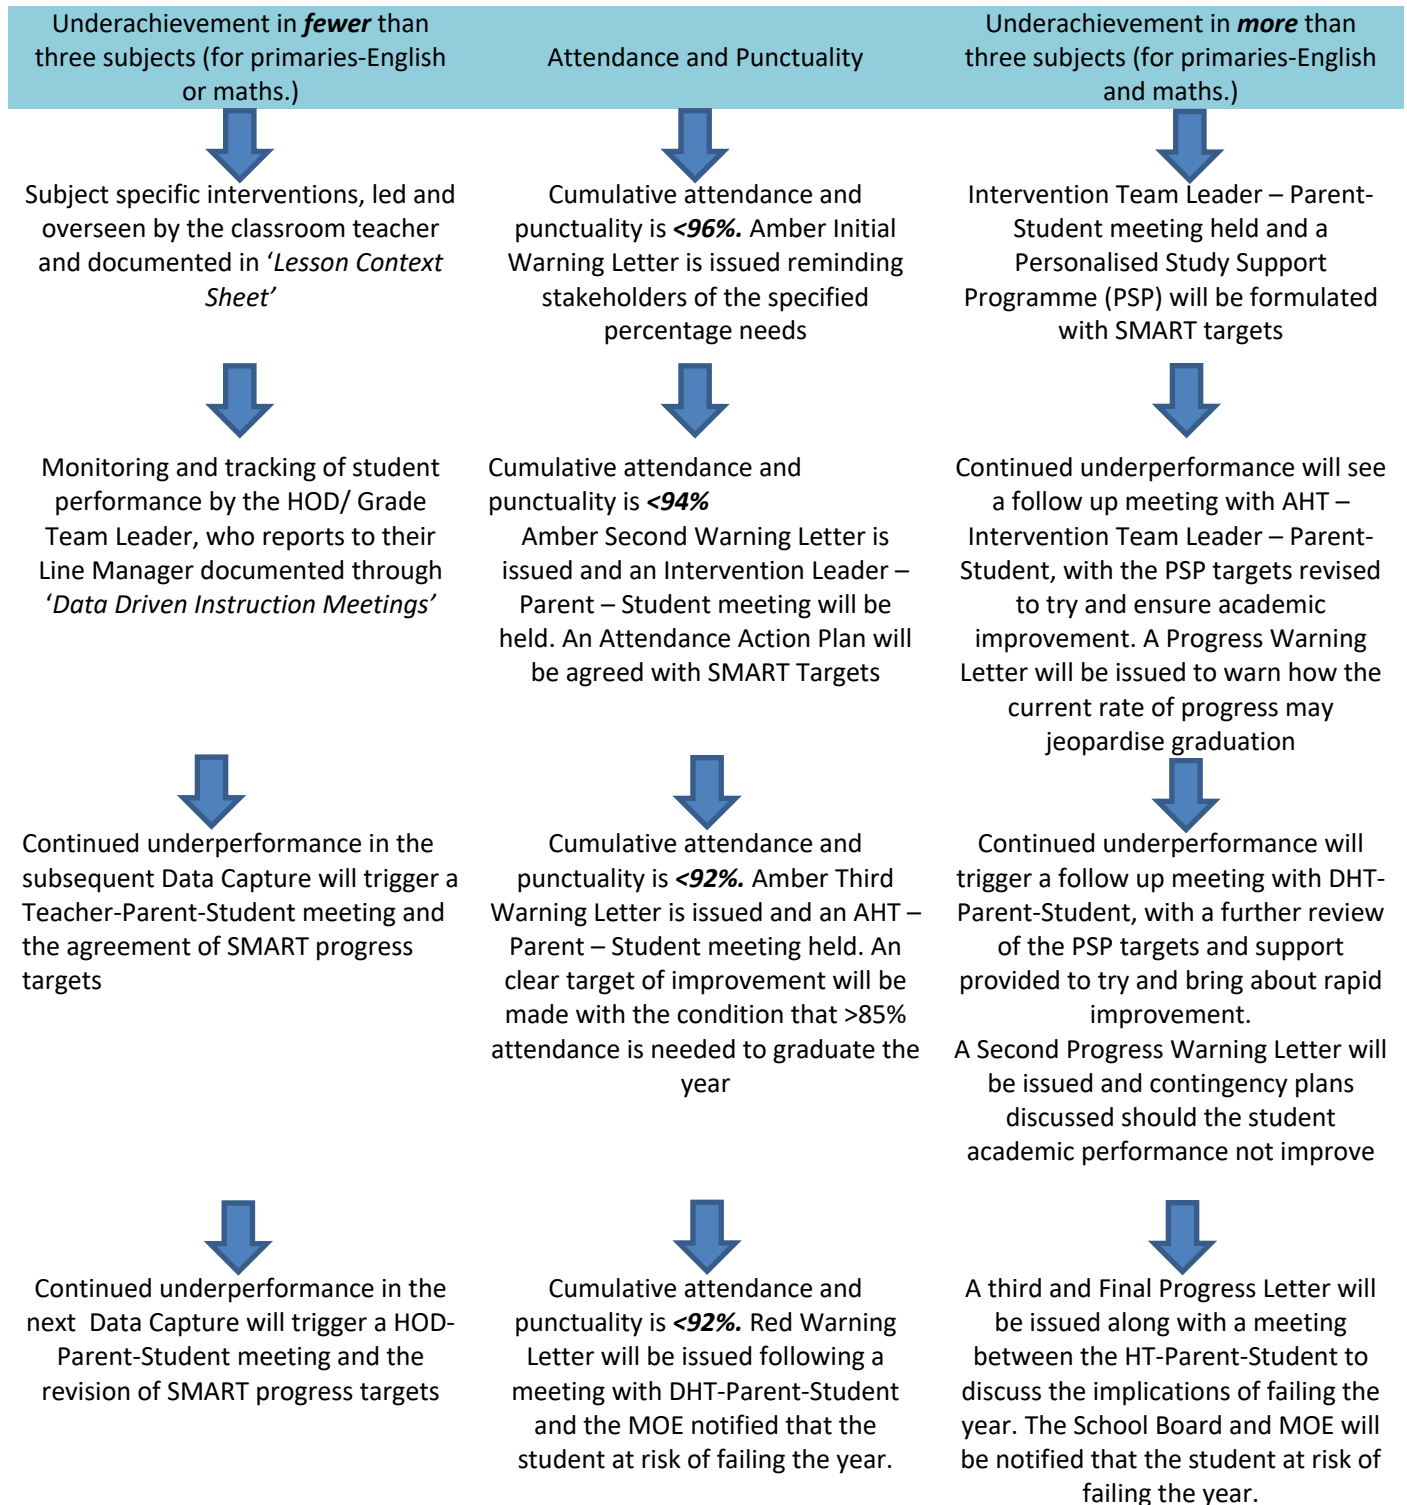 Underachievement in fewer than
three subjects (for primaries-English
or maths.)
Attendance and Punctuality
Underachievement in more than
three subjects (for primaries-English
and maths.)
Subject specific interventions, led and
overseen by the classroom teacher
and documented in ‘Lesson Context
Sheet’
Cumulative attendance and
punctuality is <96%. Amber Initial
Warning Letter is issued reminding
stakeholders of the specified
percentage needs
Intervention Team Leader – Parent-
Student meeting held and a
Personalised Study Support
Programme (PSP) will be formulated
with SMART targets
Monitoring and tracking of student
performance by the HOD/ Grade
Team Leader, who reports to their
Line Manager documented through
‘Data Driven Instruction Meetings’
Cumulative attendance and
punctuality is <94%
Amber Second Warning Letter is
issued and an Intervention Leader –
Parent – Student meeting will be
held. An Attendance Action Plan will
be agreed with SMART Targets
Continued underperformance will see
a follow up meeting with AHT –
Intervention Team Leader – Parent-
Student, with the PSP targets revised
to try and ensure academic
improvement. A Progress Warning
Letter will be issued to warn how the
current rate of progress may
jeopardise graduation
Continued underperformance in the
subsequent Data Capture will trigger a
Teacher-Parent-Student meeting and
the agreement of SMART progress
targets
Cumulative attendance and
punctuality is <92%. Amber Third
Warning Letter is issued and an AHT –
Parent – Student meeting held. An
clear target of improvement will be
made with the condition that >85%
attendance is needed to graduate the
year
Continued underperformance will
trigger a follow up meeting with DHT-
Parent-Student, with a further review
of the PSP targets and support
provided to try and bring about rapid
improvement.
A Second Progress Warning Letter will
be issued and contingency plans
discussed should the student
academic performance not improve
Continued underperformance in the
next  Data Capture will trigger a HOD-
Parent-Student meeting and the
revision of SMART progress targets
Cumulative attendance and
punctuality is <92%. Red Warning
Letter will be issued following a
meeting with DHT-Parent-Student
and the MOE notified that the
student at risk of failing the year.
A third and Final Progress Letter will
be issued along with a meeting
between the HT-Parent-Student to
discuss the implications of failing the
year. The School Board and MOE will
be notified that the student at risk of
failing the year.